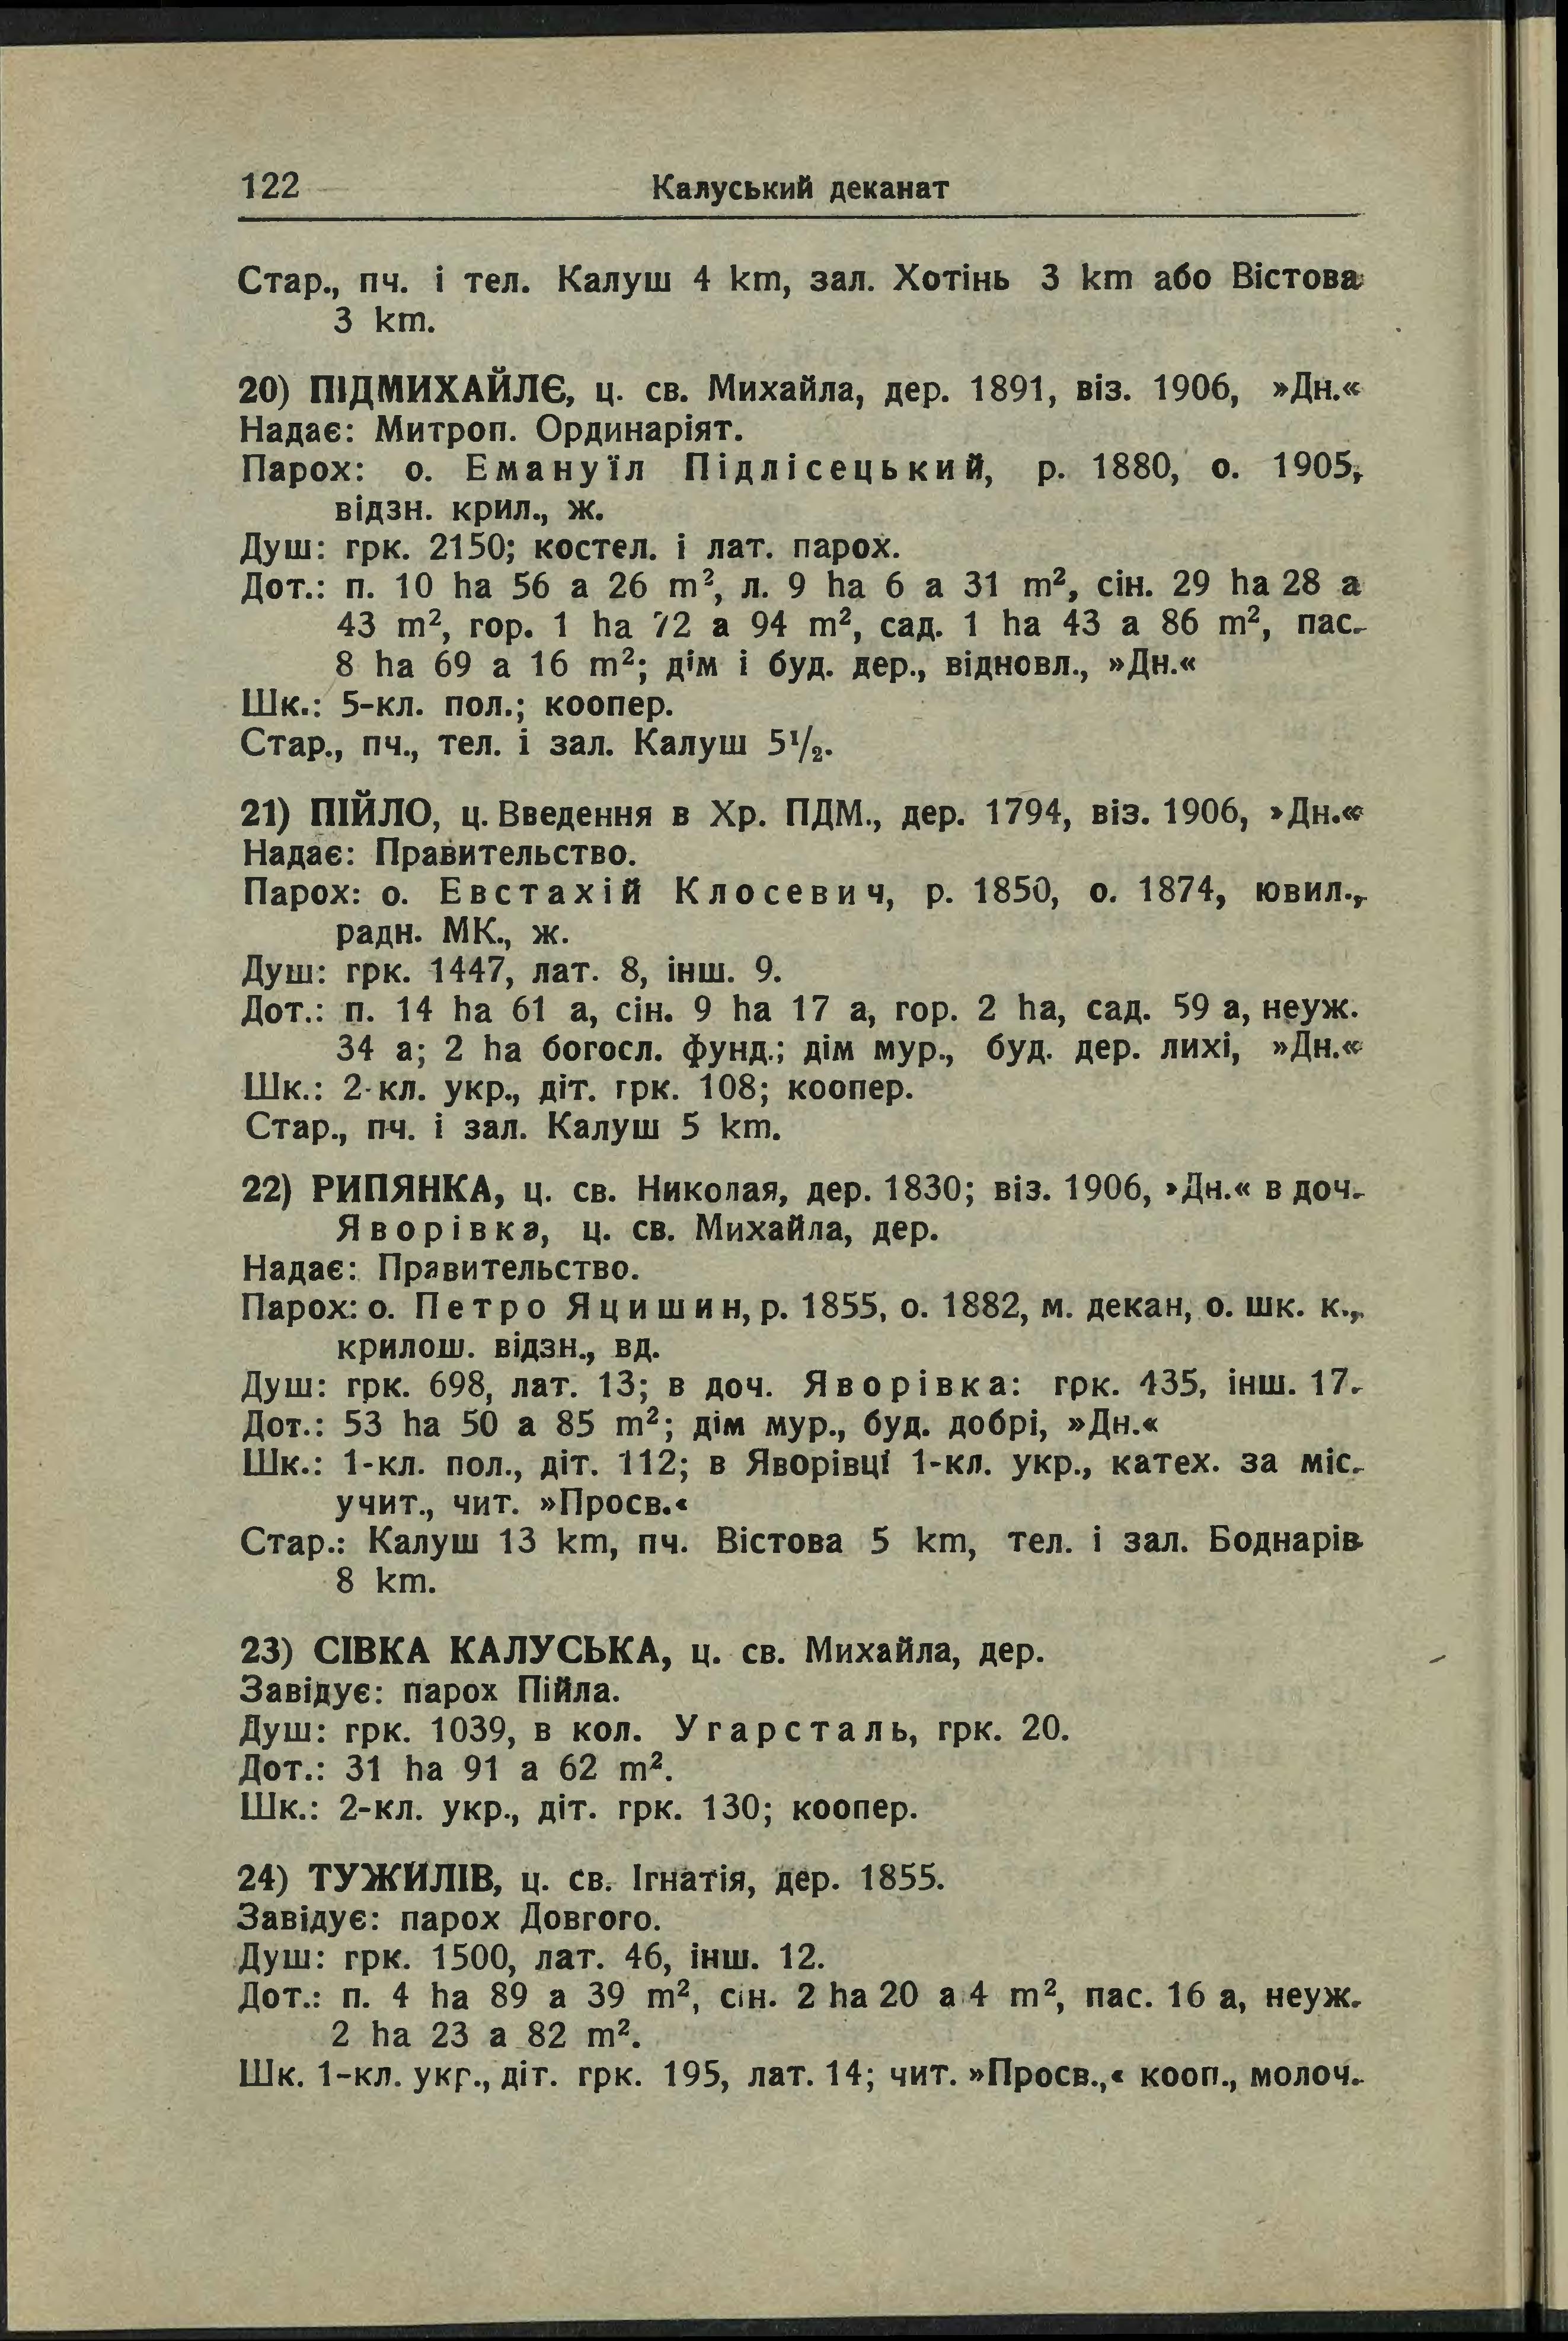 122 Калуський деканат
Стар., пч. і тел. Калуш 4 km, зал. Хотінь 3 km або Вістова
3 km.
20) ПІДМИХАЙЛЄ, ц. св. Михайла, дер. 1891, віз. 1906, »Дн.«
Надає: Митроп. Ординаріят.
Парох: о. Емануїл Підлісецький, р. 1880, о. 1905,
відзн. крил., ж.
Душ: грк. 2150; костел. і лат. парох.
Дот.: п. 10 ha 56 a 26 m², л. 9 ha 6 a 31 m², сін. 29 ha 28 a
43 m², гор. 1 ha 72 a 94 m², сад. 1 ha 43 a 86 m², пас.
8 ha 69 a 16 m²; дім і буд. дер., відновл., »Дн.«
Шк.: 5-кл. пол.; коопер.
Стар., пч., тел. і зал. Калуш 5½.
21) ПІЙЛО, ц. Введення в Хр. ПДМ., дер. 1794, віз. 1906, »Дн.«
Надає: Правительство.
Парох: о. Евстахій Клосевич, р. 1850, о. 1874, ювил.,
радн. МК., ж.
Душ: грк. 1447, лат. 8, інш. 9.
Дот.: п. 14 ha 61 a, сін. 9 ha 17 a, гор. 2 ha, сад. 59 a, неуж.
34 a; 2 ha богосл. фунд.; дім мур., буд. дер. лихі, »Дн.«
Шк.: 2-кл. укр., діт. грк. 108; коопер.
Стар., пч. і зал. Калуш 5 km.
22) РИПЯНКА, ц. св. Николая, дер. 1830; віз. 1906, »Дн.« в доч.
Яворівка, ц. св. Михайла, дер.
Надає: Правительство.
Парох: о. Петро Яцишин, р. 1855, о. 1882, м. декан, о. шк. к.,
крилош. відзн., вд.
Душ: грк. 698, лат. 13; в доч. Яворівка: грк. 435, інш. 17.
Дот.: 53 ha 50 a 85 m²; дім мур., буд. добрі, »Дн.«
Шк.: 1-кл. пол., діт. 112; в Яворівці 1-кл. укр., катех. за міс.
учит., чит. »Просв.«
Стар.: Калуш 13 km, пч. Вістова 5 km, тел. і зал. Боднарів
8 km.
23) СІВКА КАЛУСЬКА, ц. св. Михайла, дер.
Завідує: парох Пійла.
Душ: грк. 1039, в кол. Угарсталь, грк. 20.
Дот.: 31 ha 91 a 62 m².
Шк.: 2-кл. укр., діт. грк. 130; коопер.
24) ТУЖИЛІВ, ц. св. Ігнатія, дер. 1855.
Завідує: парох Довгого.
Душ: грк. 1500, лат. 46, інш. 12.
Дот.: п. 4 ha 89 a 39 m², сін. 2 ha 20 a 4 m², пас. 16 a, неуж.
2 ha 23 a 82 m².
Шк. 1-кл. укр., діт. грк. 195, лат. 14; чит. »Просв.,« кооп., молоч.